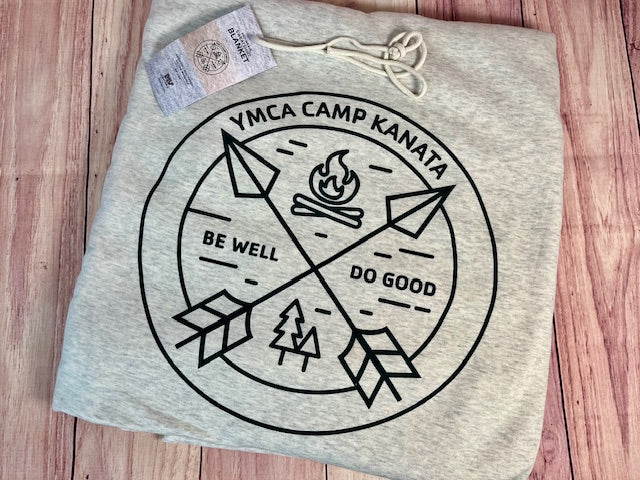 BLANKET
YMCA CAMP KANATA
BE WELL
DO GOOD